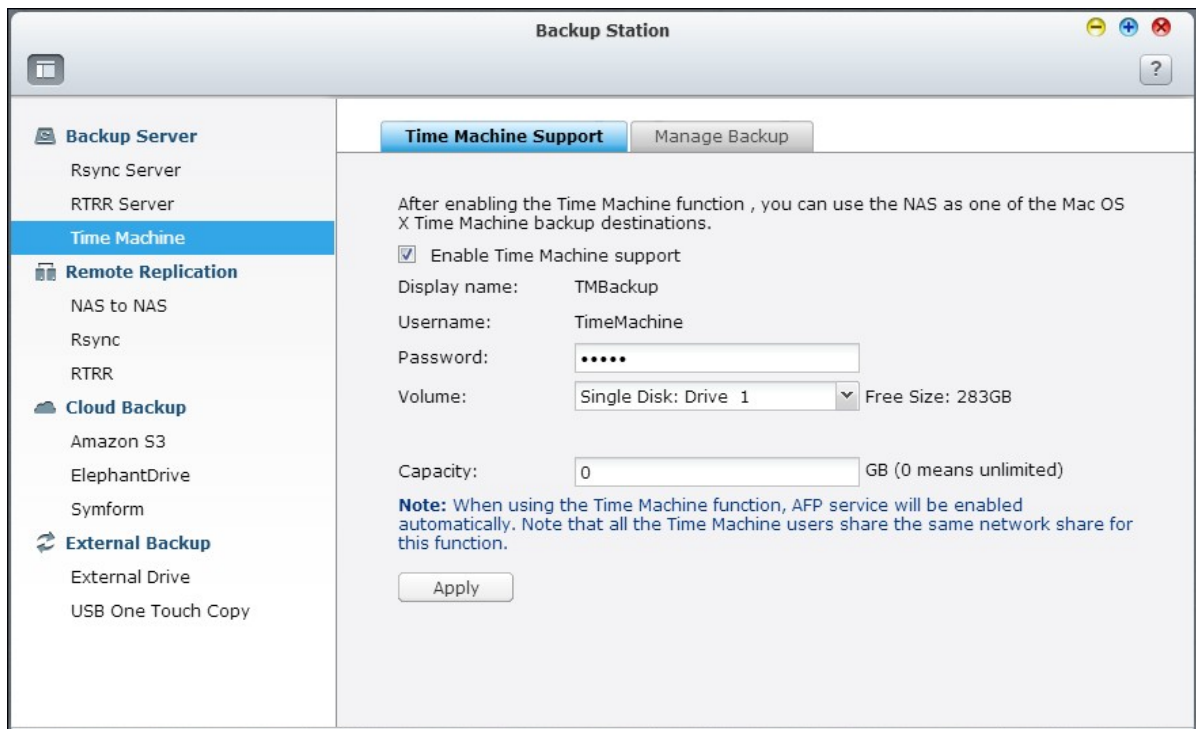 Backup Station
?
Backup Server
Rsync Server
RTRR Server
Time Machine
Remote Replication
NAS to NAS
Rsync
RTRR
Cloud Backup
Amazon S3
ElephantDrive
Symform
External Backup
External Drive
USB One Touch Copy
Time Machine Support
Manage Backup
After enabling the Time Machine function , you can use the NAS as one of the Mac OS
X Time Machine backup destinations.
Enable Time Machine support
Display name: TMBackup
Username: TimeMachine
Password: •••••
Volume: Single Disk: Drive 1 Free Size: 283GB
Capacity: 0 GB (0 means unlimited)
Note: When using the Time Machine function, AFP service will be enabled
automatically. Note that all the Time Machine users share the same network share for
this function.
Apply